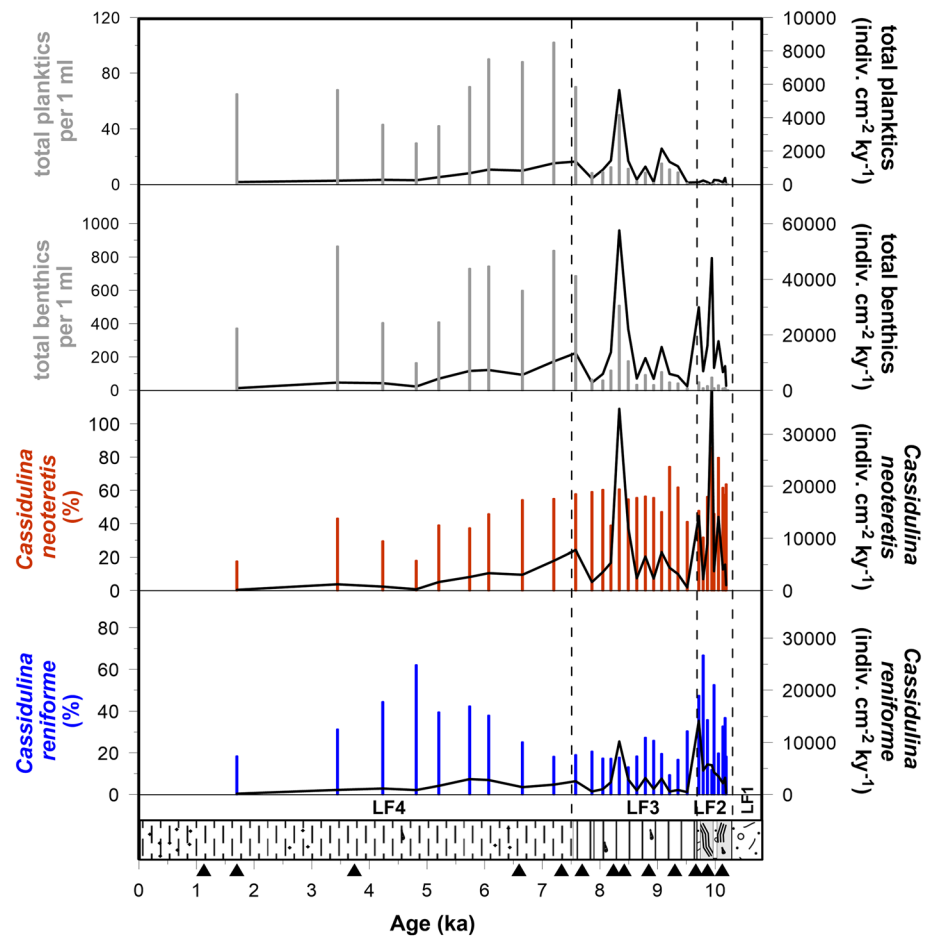 120
80
40
0
total planktics
per 1 ml
10000
8000
6000
4000
2000
0
total planktics
(indiv. cm-2 ky-1)
1000
800
600
400
200
0
total benthics
per 1 ml
60000
40000
20000
0
total benthics
(indiv. cm-2 ky-1)
100
80
60
40
20
0
Cassidulina
neoteretis
(%)
30000
20000
10000
0
Cassidulina
neoteretis
(indiv. cm-2 ky-1)
80
60
40
20
0
Cassidulina
reniforme
(%)
30000
20000
10000
0
Cassidulina
reniforme
(indiv. cm-2 ky-1)
LF4 LF3 LF2 LF1
0 1 2 3 4 5 6 7 8 9 10
Age (ka)